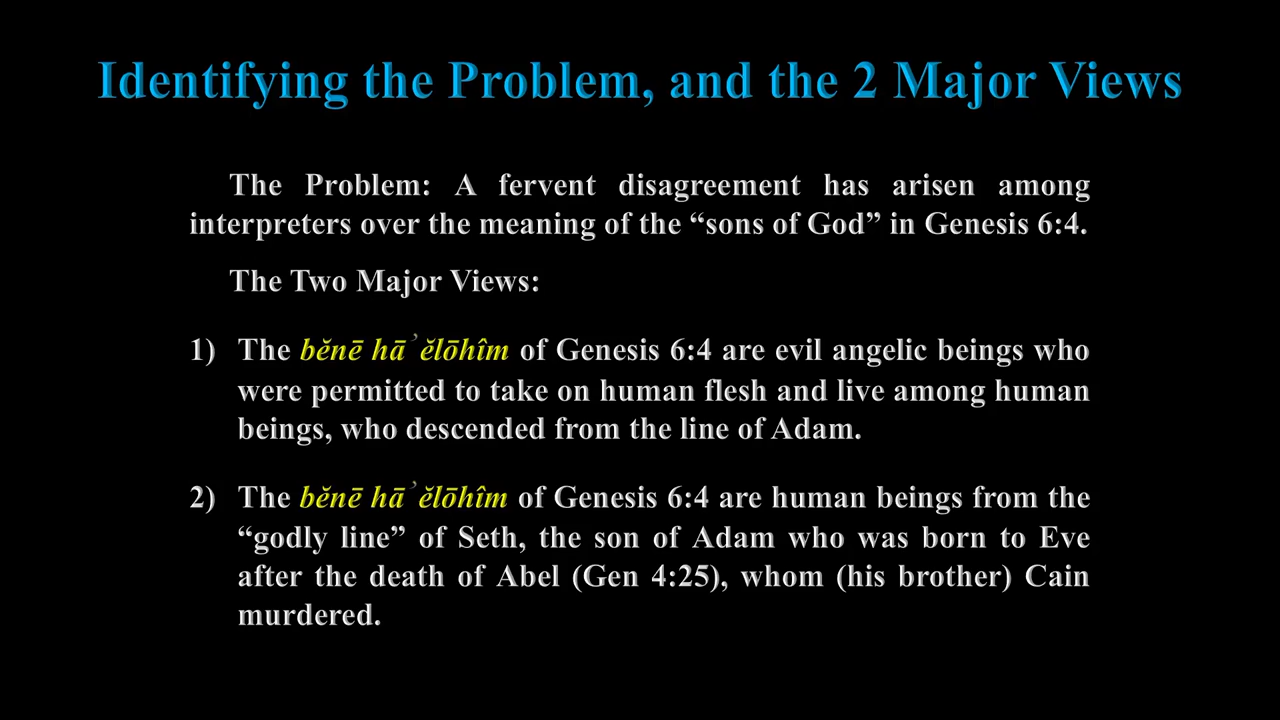 Identifying the Problem, and the 2 Major Views
The Problem: A fervent disagreement has arisen among
interpreters over the meaning of the “sons of God” in Genesis 6:4.
The Two Major Views:
1) The bĕnē hāʾĕlōhîm of Genesis 6:4 are evil angelic beings who
were permitted to take on human flesh and live among human
beings, who descended from the line of Adam.
2) The bĕnē hāʾĕlōhîm of Genesis 6:4 are human beings from the
“godly line” of Seth, the son of Adam who was born to Eve
after the death of Abel (Gen 4:25), whom (his brother) Cain
murdered.